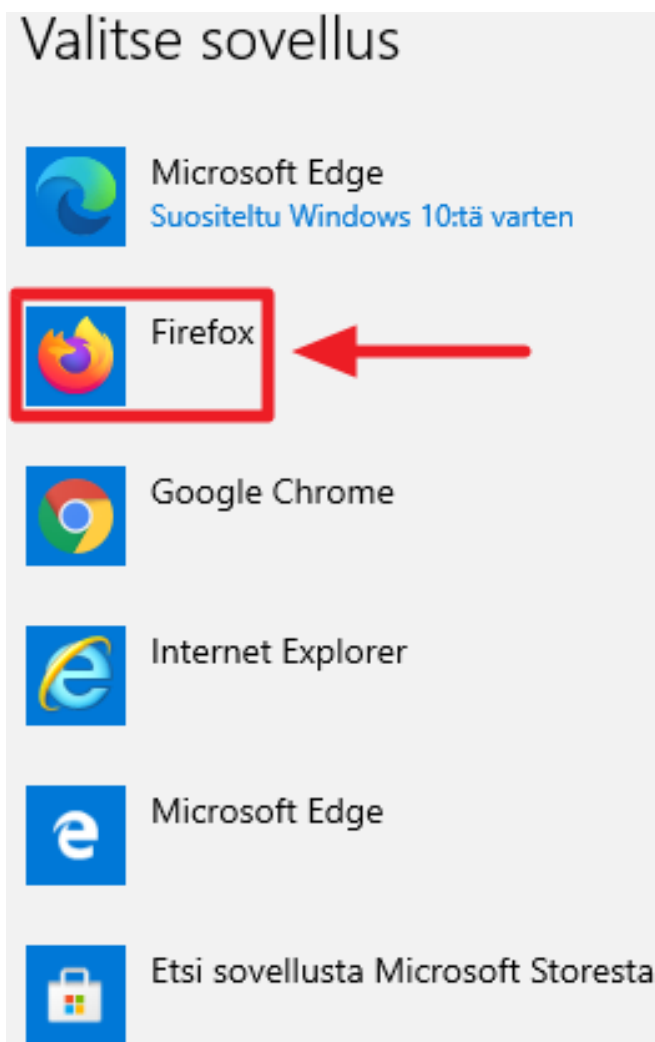 Valitse sovellus
Microsoft Edge
Suositeltu Windows 10:tä varten
Firefox
Google Chrome
Internet Explorer
Microsoft Edge
Etsi sovellusta Microsoft Storesta